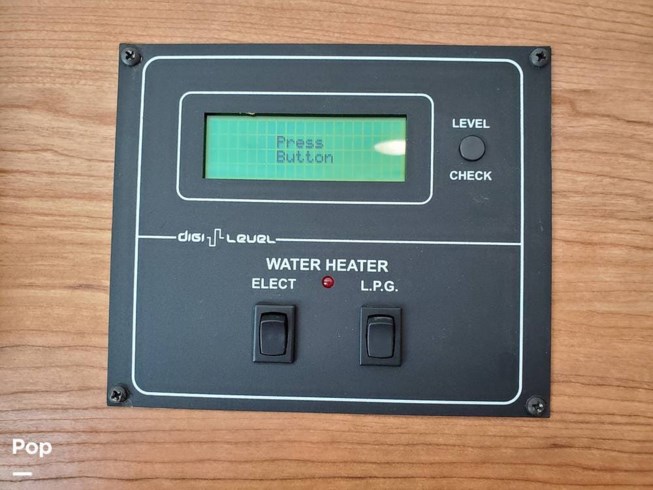 Press
Button
LEVEL
CHECK
DIGI LEVEL
WATER HEATER
ELECT L.P.G.
Pop